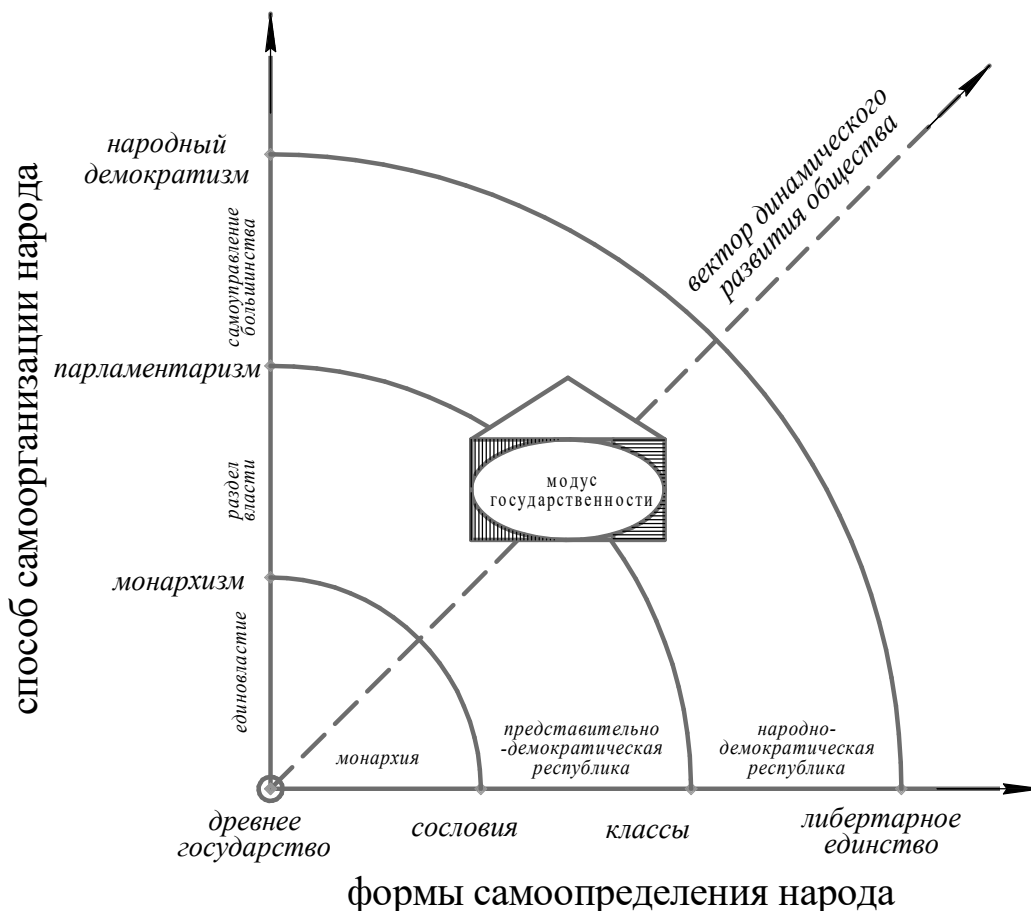 способ самоорганизации народа
народный
демократизм
самоуправление
большинства
парламентаризм
раздел
власти
монархизм
единовластие
вектор динамического
развития общества
модус
государственности
монархия
представительно
-демократическая
республика
народно-
демократическая
республика
древнее
государство
сословия
классы
либертарное
единство
формы самоопределения народа